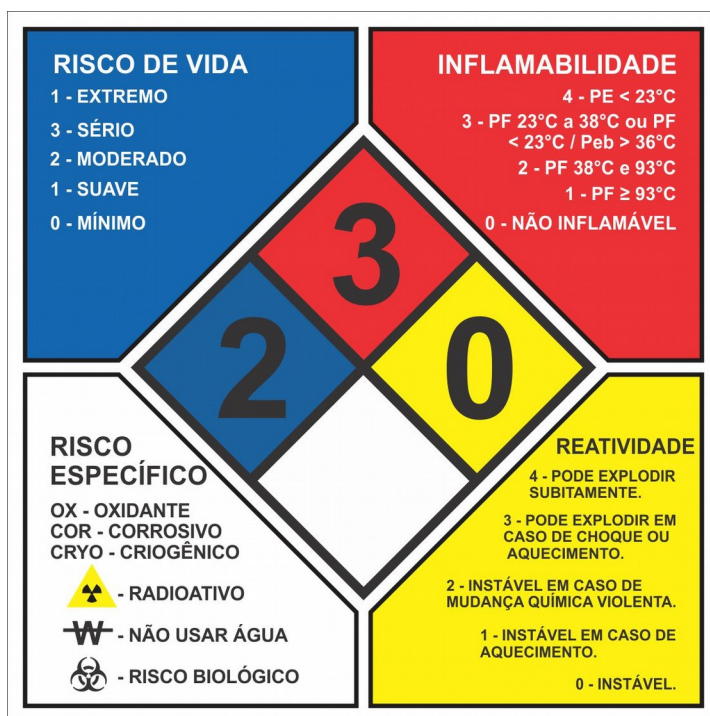 RISCO DE VIDA
1 - EXTREMO
3 - SÉRIO
2 - MODERADO
1 - SUAVE
0 - MÍNIMO
INFLAMABILIDADE
4 - PE < 23°C
3 - PF 23°C a 38°C ou PF
< 23°C / Peb > 36°C
2 - PF 38°C e 93°C
1 - PF ≥ 93°C
0 - NÃO INFLAMÁVEL
3
2
0
RISCO
ESPECÍFICO
OX - OXIDANTE
COR - CORROSIVO
CRYO - CRIOGÊNICO
- RADIOATIVO
W - NÃO USAR ÁGUA
- RISCO BIOLÓGICO
REATIVIDADE
4 - PODE EXPLODIR
SUBITAMENTE.
3 - PODE EXPLODIR EM
CASO DE CHOQUE OU
AQUECIMENTO.
2 - INSTÁVEL EM CASO DE
MUDANÇA QUÍMICA VIOLENTA.
1 - INSTÁVEL EM CASO DE
AQUECIMENTO.
0 - INSTÁVEL.